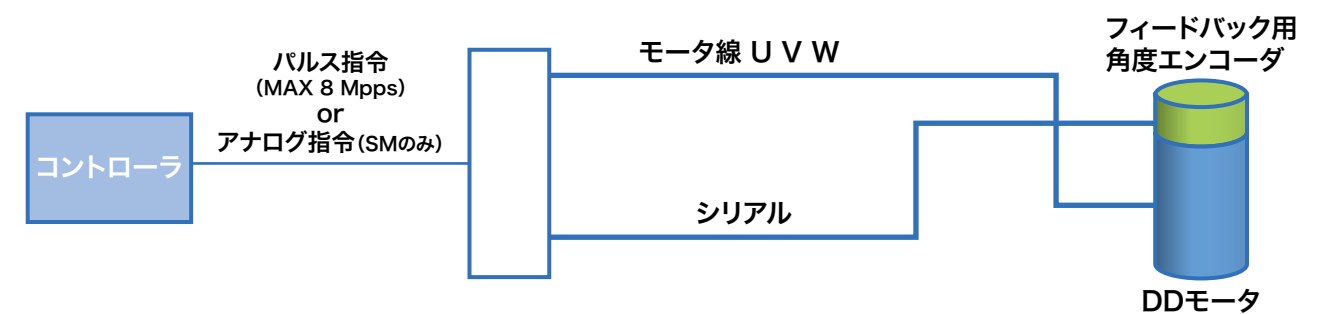 コントローラ
パルス指令
(MAX 8 Mpps)
or
アナログ指令(SMのみ)
モータ線 U V W
シリアル
フィードバック用
角度エンコーダ
DDモータ